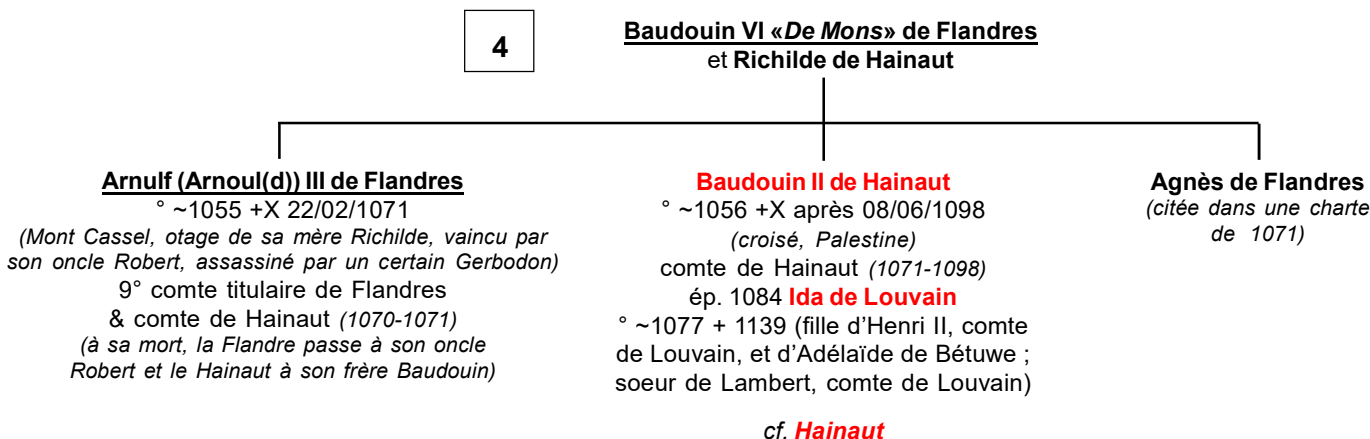 4
Baudouin VI «De Mons» de Flandres
et Richilde de Hainaut
Arnulf (Arnoul(d)) III de Flandres
° ~1055 +X 22/02/1071
(Mont Cassel, otage de sa mère Richilde, vaincu par
son oncle Robert, assassiné par un certain Gerbodon)
9° comte titulaire de Flandres
& comte de Hainaut (1070-1071)
(à sa mort, la Flandre passe à son oncle
Robert et le Hainaut à son frère Baudouin)
Baudouin II de Hainaut
° ~1056 +X après 08/06/1098
(croisé, Palestine)
comte de Hainaut (1071-1098)
ép. 1084 Ida de Louvain
° ~1077 + 1139 (fille d’Henri II, comte
de Louvain, et d’Adélaïde de Bétuwe ;
soeur de Lambert, comte de Louvain)
cf. Hainaut
Agnès de Flandres
(citée dans une charte
de 1071)